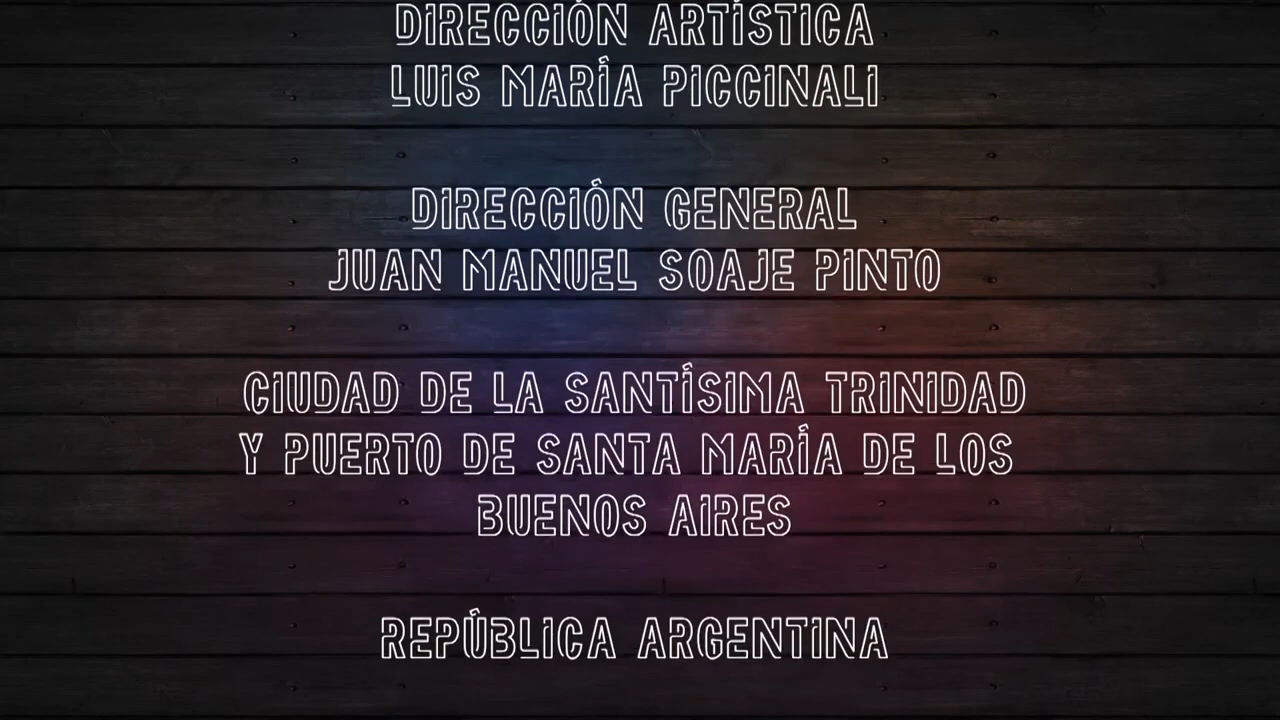 DIRECCIÓN ARTÍSTICA
LUIS MARÍA PICCINALI
DIRECCIÓN GENERAL
JUAN MANUEL SOAJE PINTO
CIUDAD DE LA SANTÍSIMA TRINIDAD
Y PUERTO DE SANTA MARÍA DE LOS
BUENOS AIRES
REPÚBLICA ARGENTINA